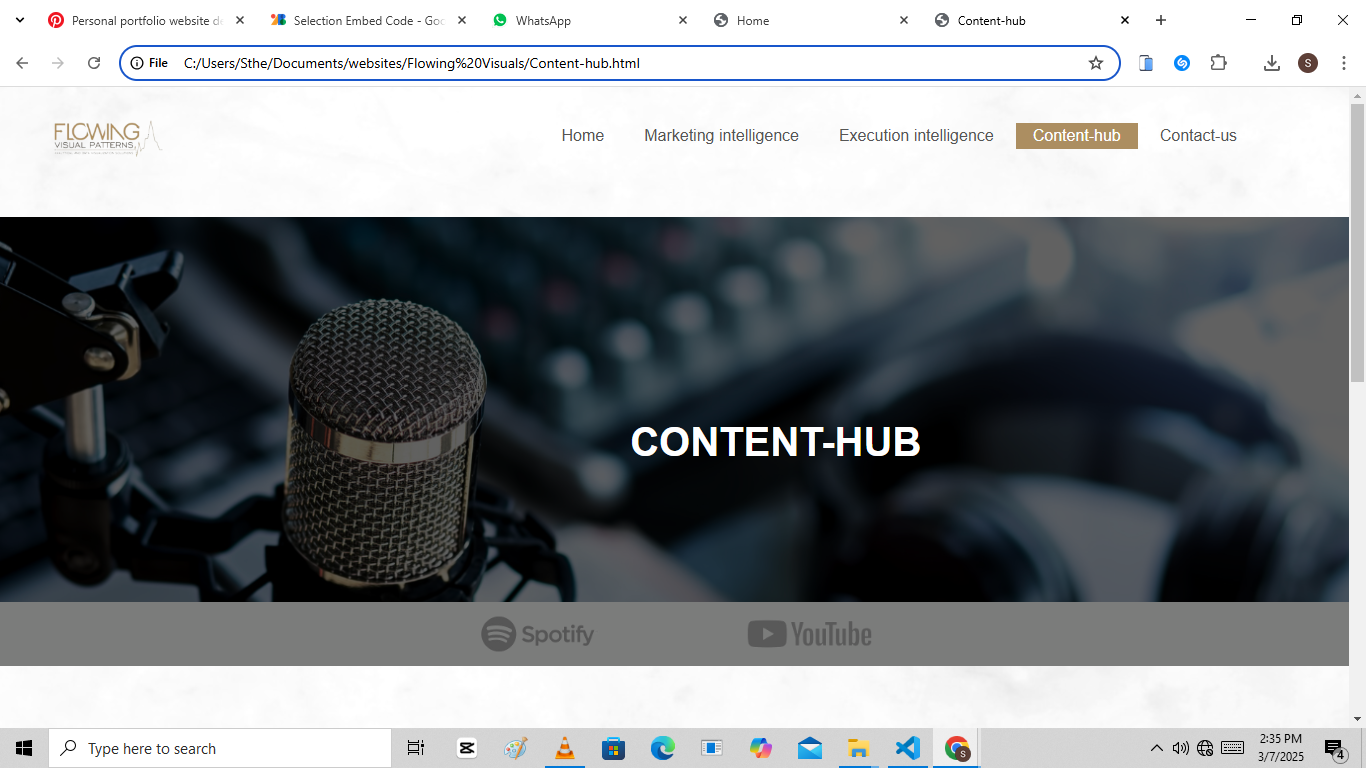 Personal portfolio website de
Selection Embed Code - Goo
WhatsApp
Home
Content-hub
File
C:/Users/Sthe/Documents/websites/Flowing%20Visuals/Content-hub.html
S
FLOWING
VISUAL PATTERNS
Home
Marketing intelligence
Execution intelligence
Content-hub
Contact-us
CONTENT-HUB
Spotify
YouTube
Type here to search
S
2:35 PM
3/7/2025
4